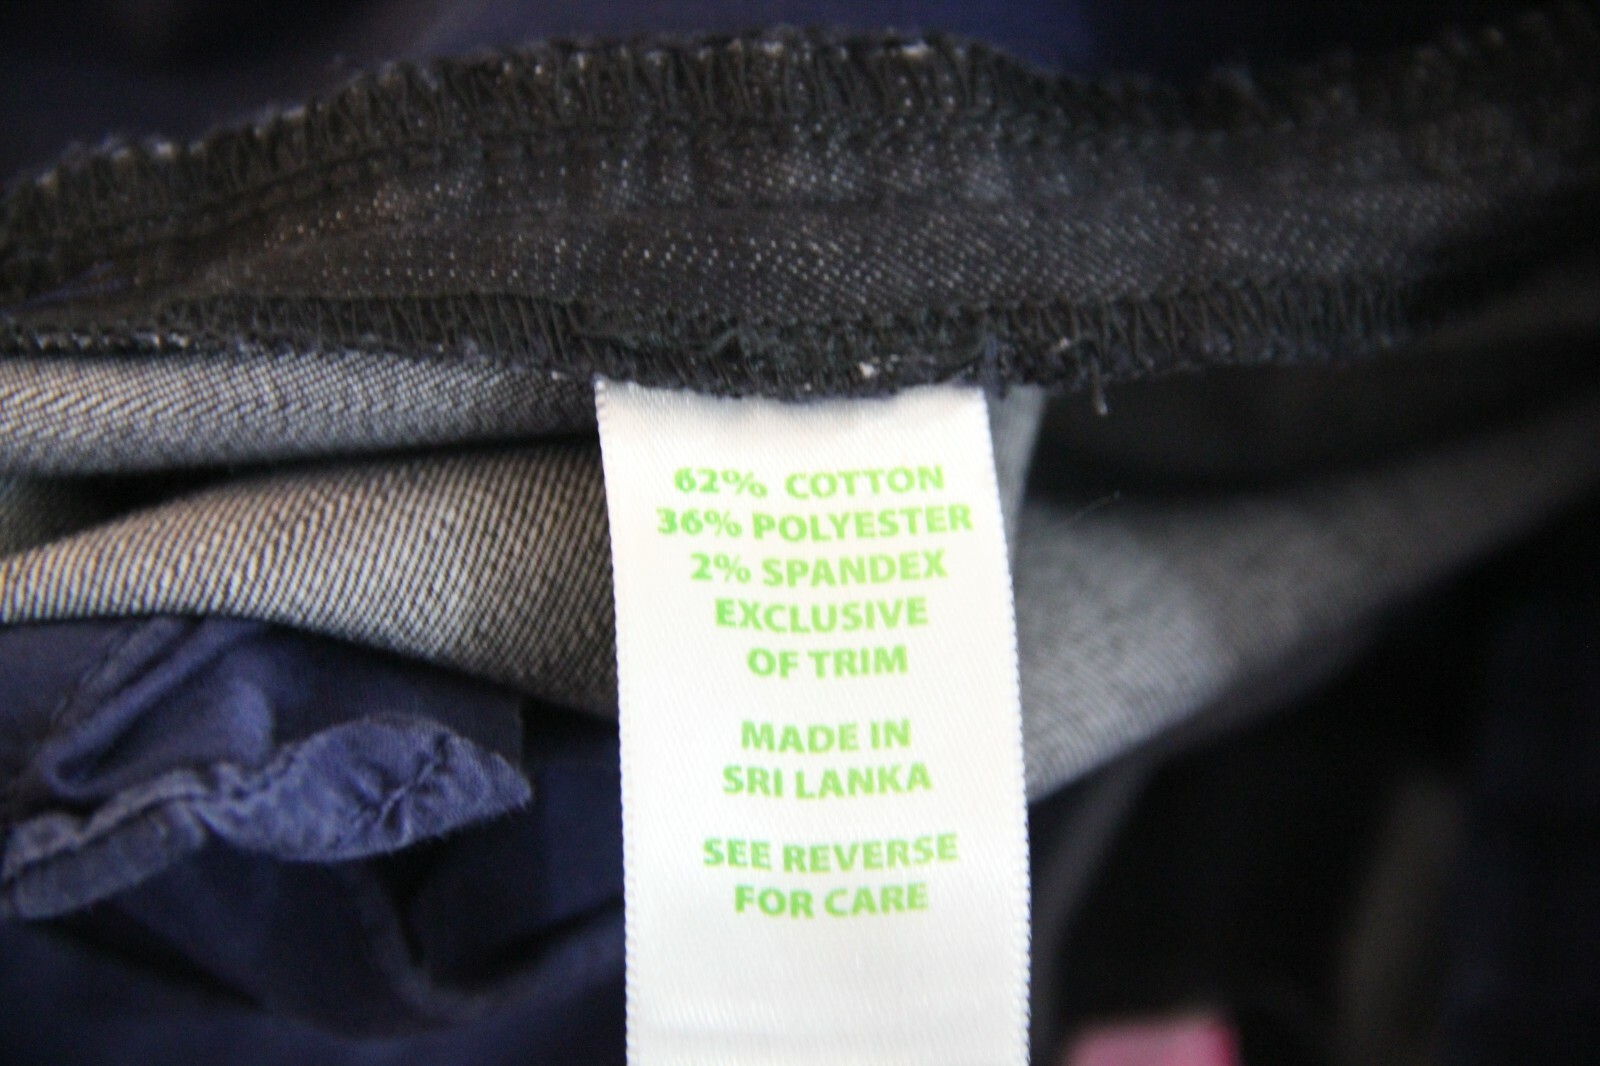 62% COTTON
36% POLYESTER
2% SPANDEX
EXCLUSIVE
OF TRIM
MADE IN
SRI LANKA
SEE REVERSE
FOR CARE